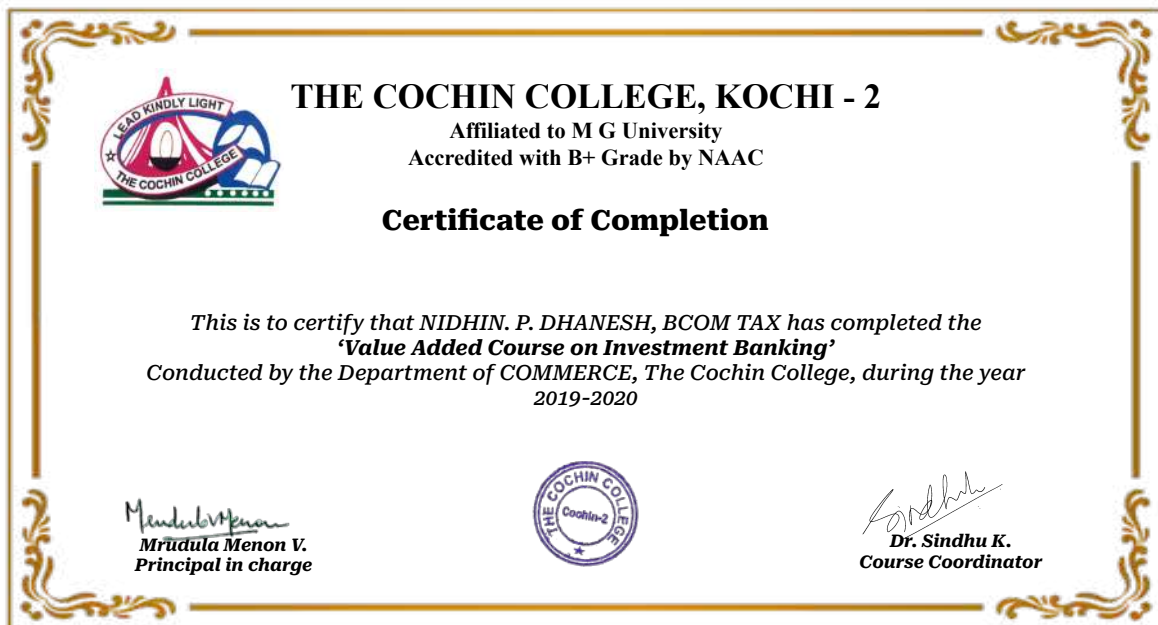 THE COCHIN COLLEGE, KOCHI - 2
Affiliated to M G University
Accredited with B+ Grade by NAAC
LEAD KINDLY LIGHT
THE COCHIN COLLEGE
Certificate of Completion
This is to certify that NIDHIN. P. DHANESH, BCOM TAX has completed the
‘Value Added Course on Investment Banking’
Conducted by the Department of COMMERCE, The Cochin College, during the year
2019-2020
THE COCHIN COLLEGE
Cochin-2
Mrudula Menon
Mrudula Menon V.
Principal in charge
Sindhu
Dr. Sindhu K.
Course Coordinator